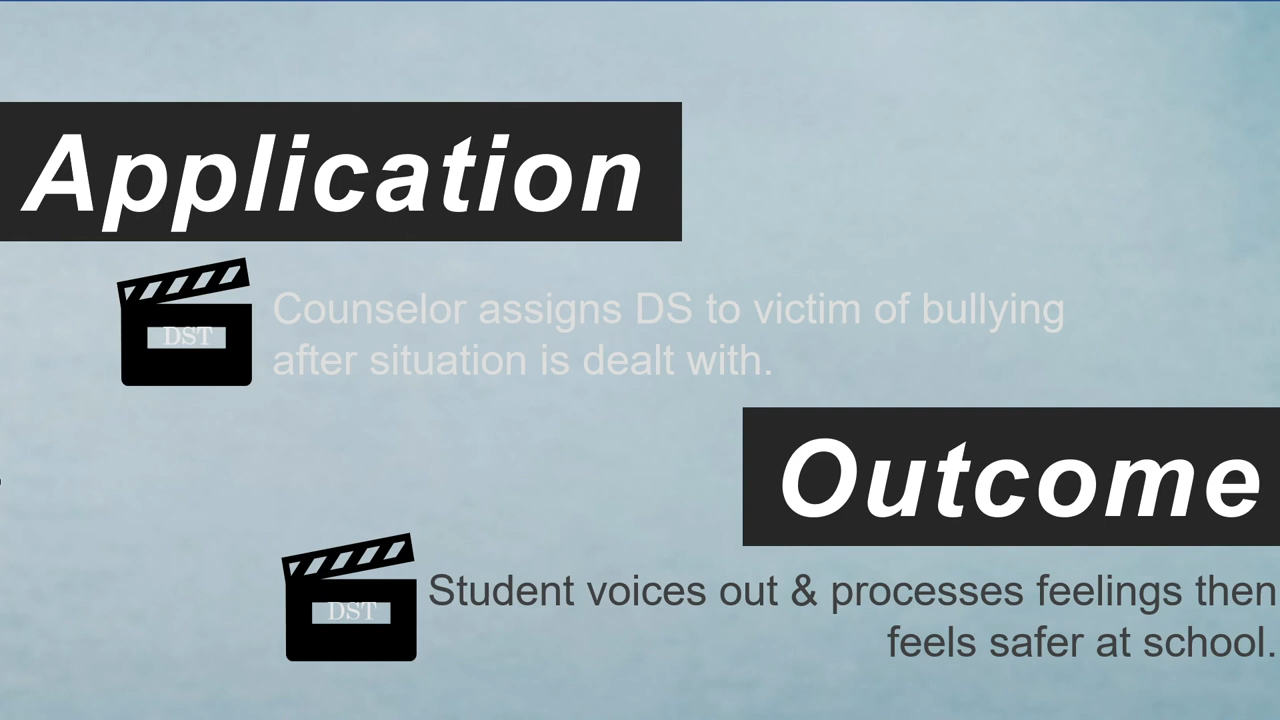 Application
DST
Counselor assigns DS to victim of bullying
after situation is dealt with.
Outcome
DST
Student voices out & processes feelings then
feels safer at school.